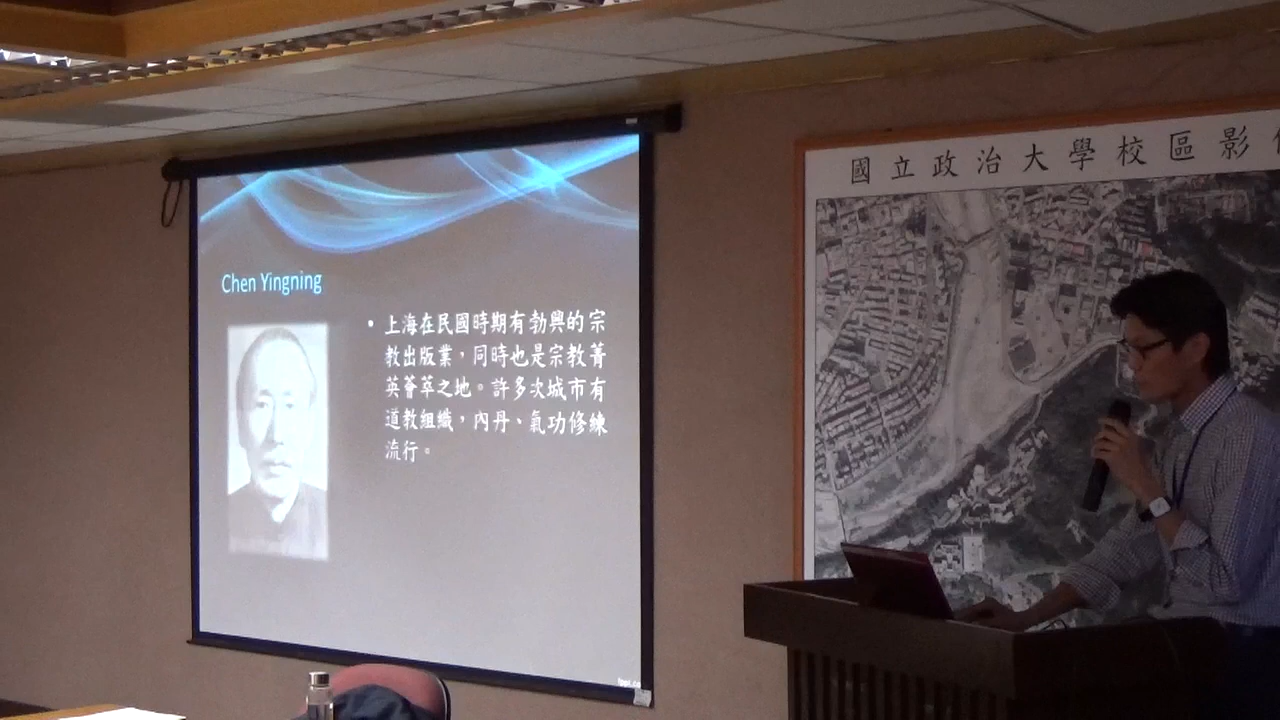 Chen Yingning
• 上海在民國時期有勃興的宗
教出版業，同時也是宗教菁
英薈萃之地。許多次城市有
道教組織，內丹、氣功修練
流行。
國立政治大學校區影